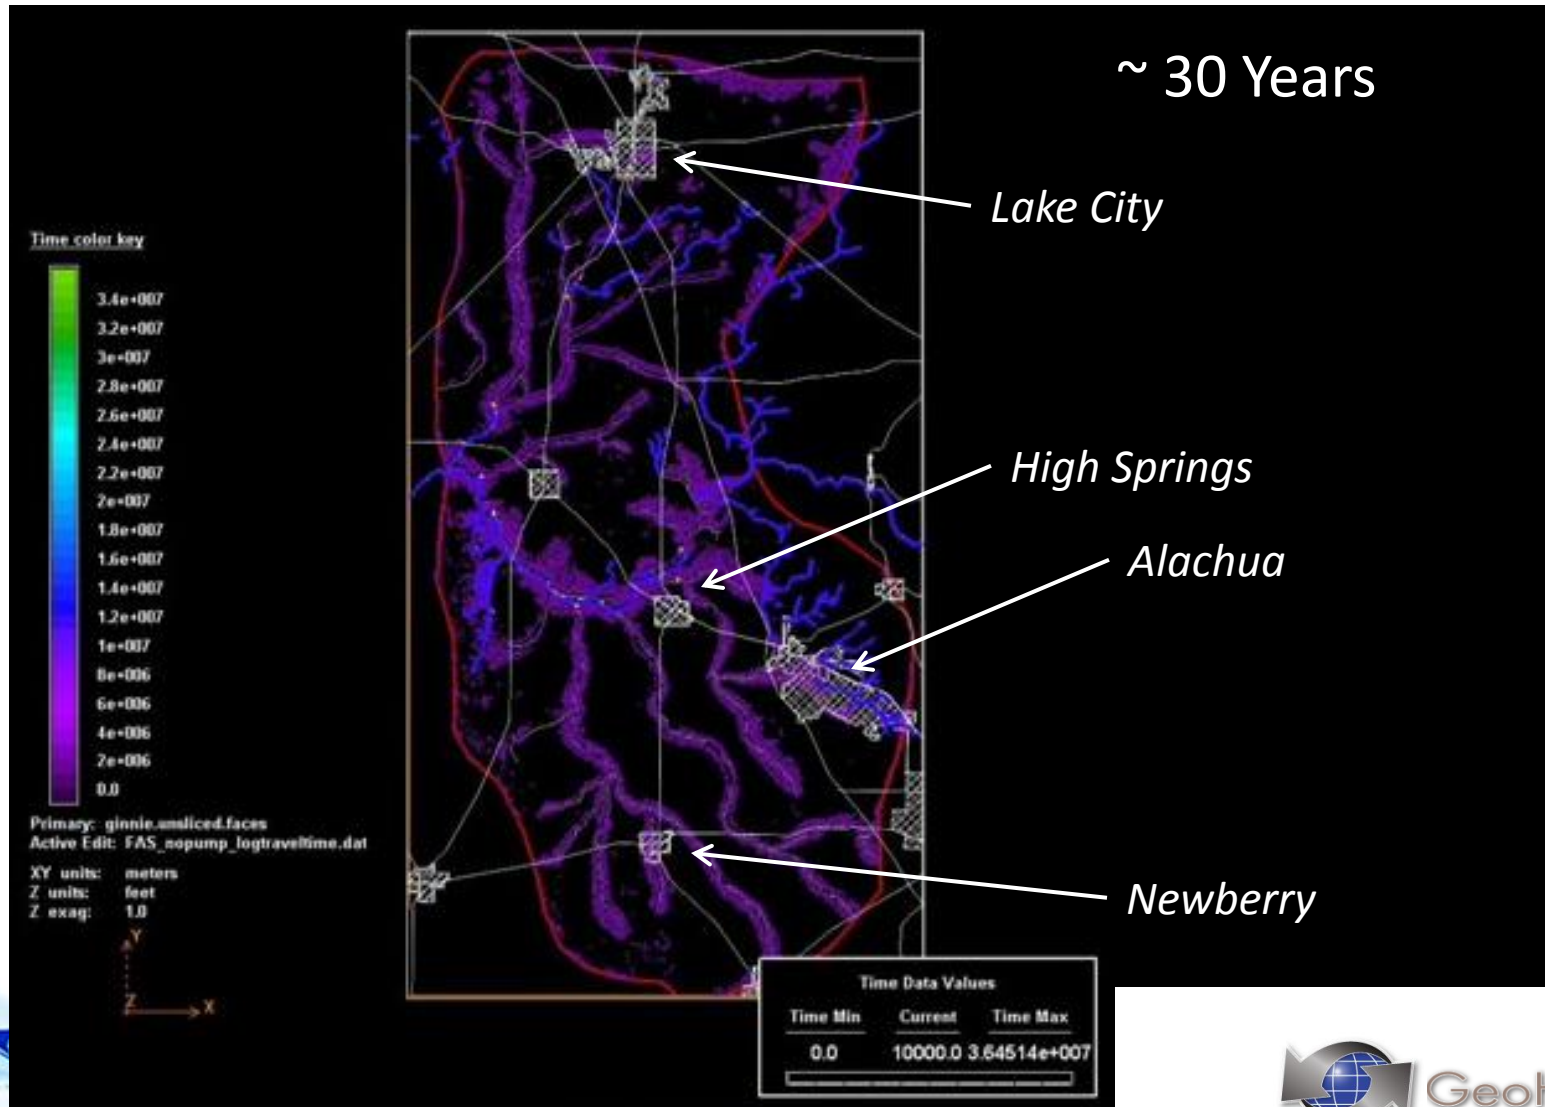 ~ 30 Years
Lake City
High Springs
Alachua
Newberry
Time color key
3.4e+007
3.2e+007
3e+007
2.8e+007
2.6e+007
2.4e+007
2.2e+007
2e+007
1.8e+007
1.6e+007
1.4e+007
1.2e+007
1e+007
8e+006
6e+006
4e+006
2e+006
0.0
Primary: ginnie.unsliced.faces
Active Edit: FAS_nopump_logtraveltime.dat
XY units: meters
Z units: feet
Z exag: 1.0
Y
Z X
Time Data Values
Time Min Current Time Max
0.0 10000.0 3.64514e+007